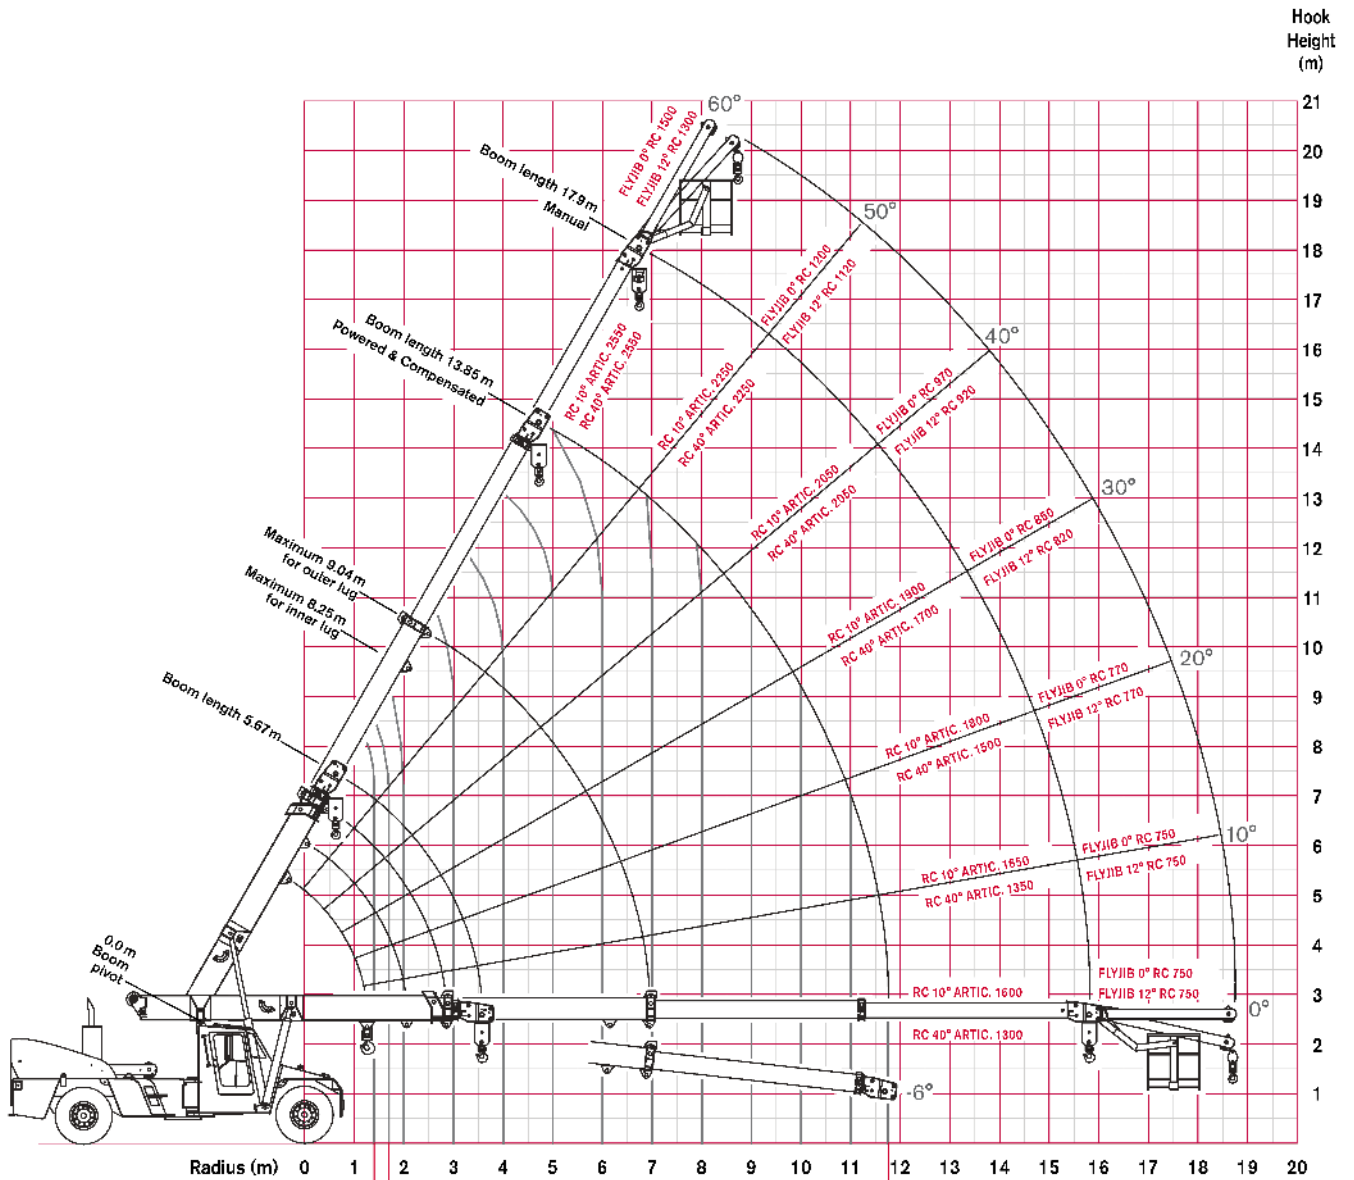 Hook
Height
(m)
21
20
19
18
17
16
15
14
13
12
11
10
9
8
7
6
5
4
3
2
1
60°
50°
40°
30°
20°
10°
0°
-6°
FLYJIB 0° RC 1500
FLYJIB 12° RC 1300
Boom length 17.9 m
Manual
FLYJIB 0° RC 1200
FLYJIB 12° RC 1120
Boom length 13.85 m
Powered & Compensated
RC 10° ARTIC. 2550
RC 40° ARTIC. 2550
RC 10° ARTIC. 2250
RC 40° ARTIC. 2250
FLYJIB 0° RC 970
FLYJIB 12° RC 920
RC 10° ARTIC. 2050
RC 40° ARTIC. 2050
FLYJIB 0° RC 850
FLYJIB 12° RC 820
Maximum 9.04 m
for outer lug
Maximum 8.25 m
for inner lug
RC 10° ARTIC. 1900
RC 40° ARTIC. 1700
FLYJIB 0° RC 770
FLYJIB 12° RC 770
Boom length 5.67 m
RC 10° ARTIC. 1800
RC 40° ARTIC. 1500
FLYJIB 0° RC 750
FLYJIB 12° RC 750
RC 10° ARTIC. 1650
RC 40° ARTIC. 1350
0.0 m
Boom
pivot
FLYJIB 0° RC 750
FLYJIB 12° RC 750
RC 10° ARTIC. 1600
RC 40° ARTIC. 1300
Radius (m) 0 1 2 3 4 5 6 7 8 9 10 11 12 13 14 15 16 17 18 19 20